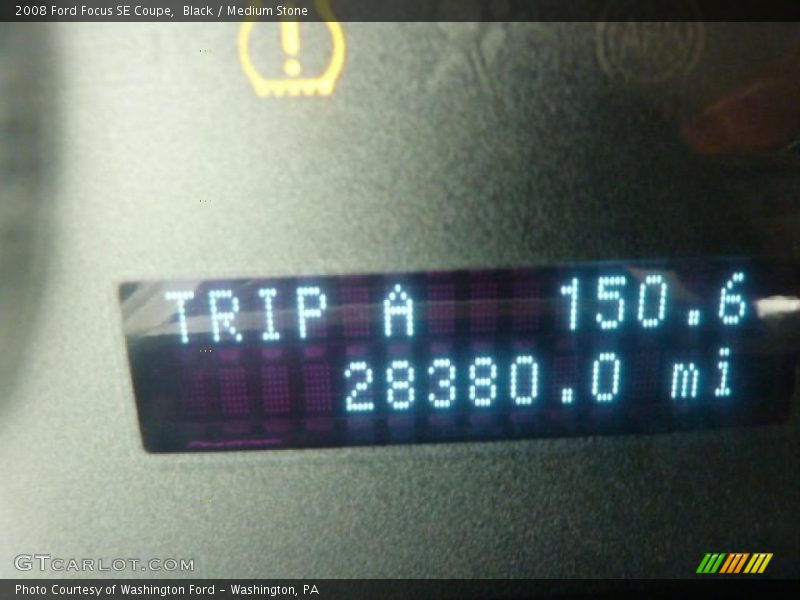 2008 Ford Focus SE Coupe, Black / Medium Stone
TRIP A 150.6
28380.0 mi
GTCARLOT.COM
Photo Courtesy of Washington Ford - Washington, PA